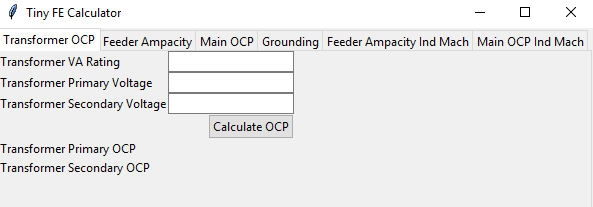 Tiny FE Calculator
Transformer OCP Feeder Ampacity Main OCP Grounding Feeder Ampacity Ind Mach Main OCP Ind Mach
Transformer VA Rating
Transformer Primary Voltage
Transformer Secondary Voltage
Calculate OCP
Transformer Primary OCP
Transformer Secondary OCP